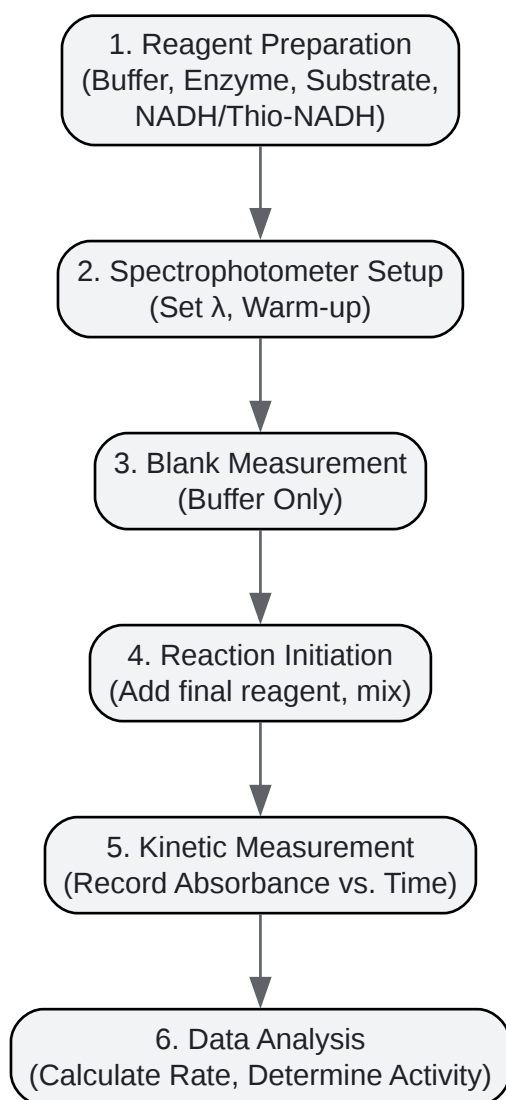 1. Reagent Preparation
(Buffer, Enzyme, Substrate,
NADH/Thio-NADH)
2. Spectrophotometer Setup
(Set λ, Warm-up)
3. Blank Measurement
(Buffer Only)
4. Reaction Initiation
(Add final reagent, mix)
5. Kinetic Measurement
(Record Absorbance vs. Time)
6. Data Analysis
(Calculate Rate, Determine Activity)